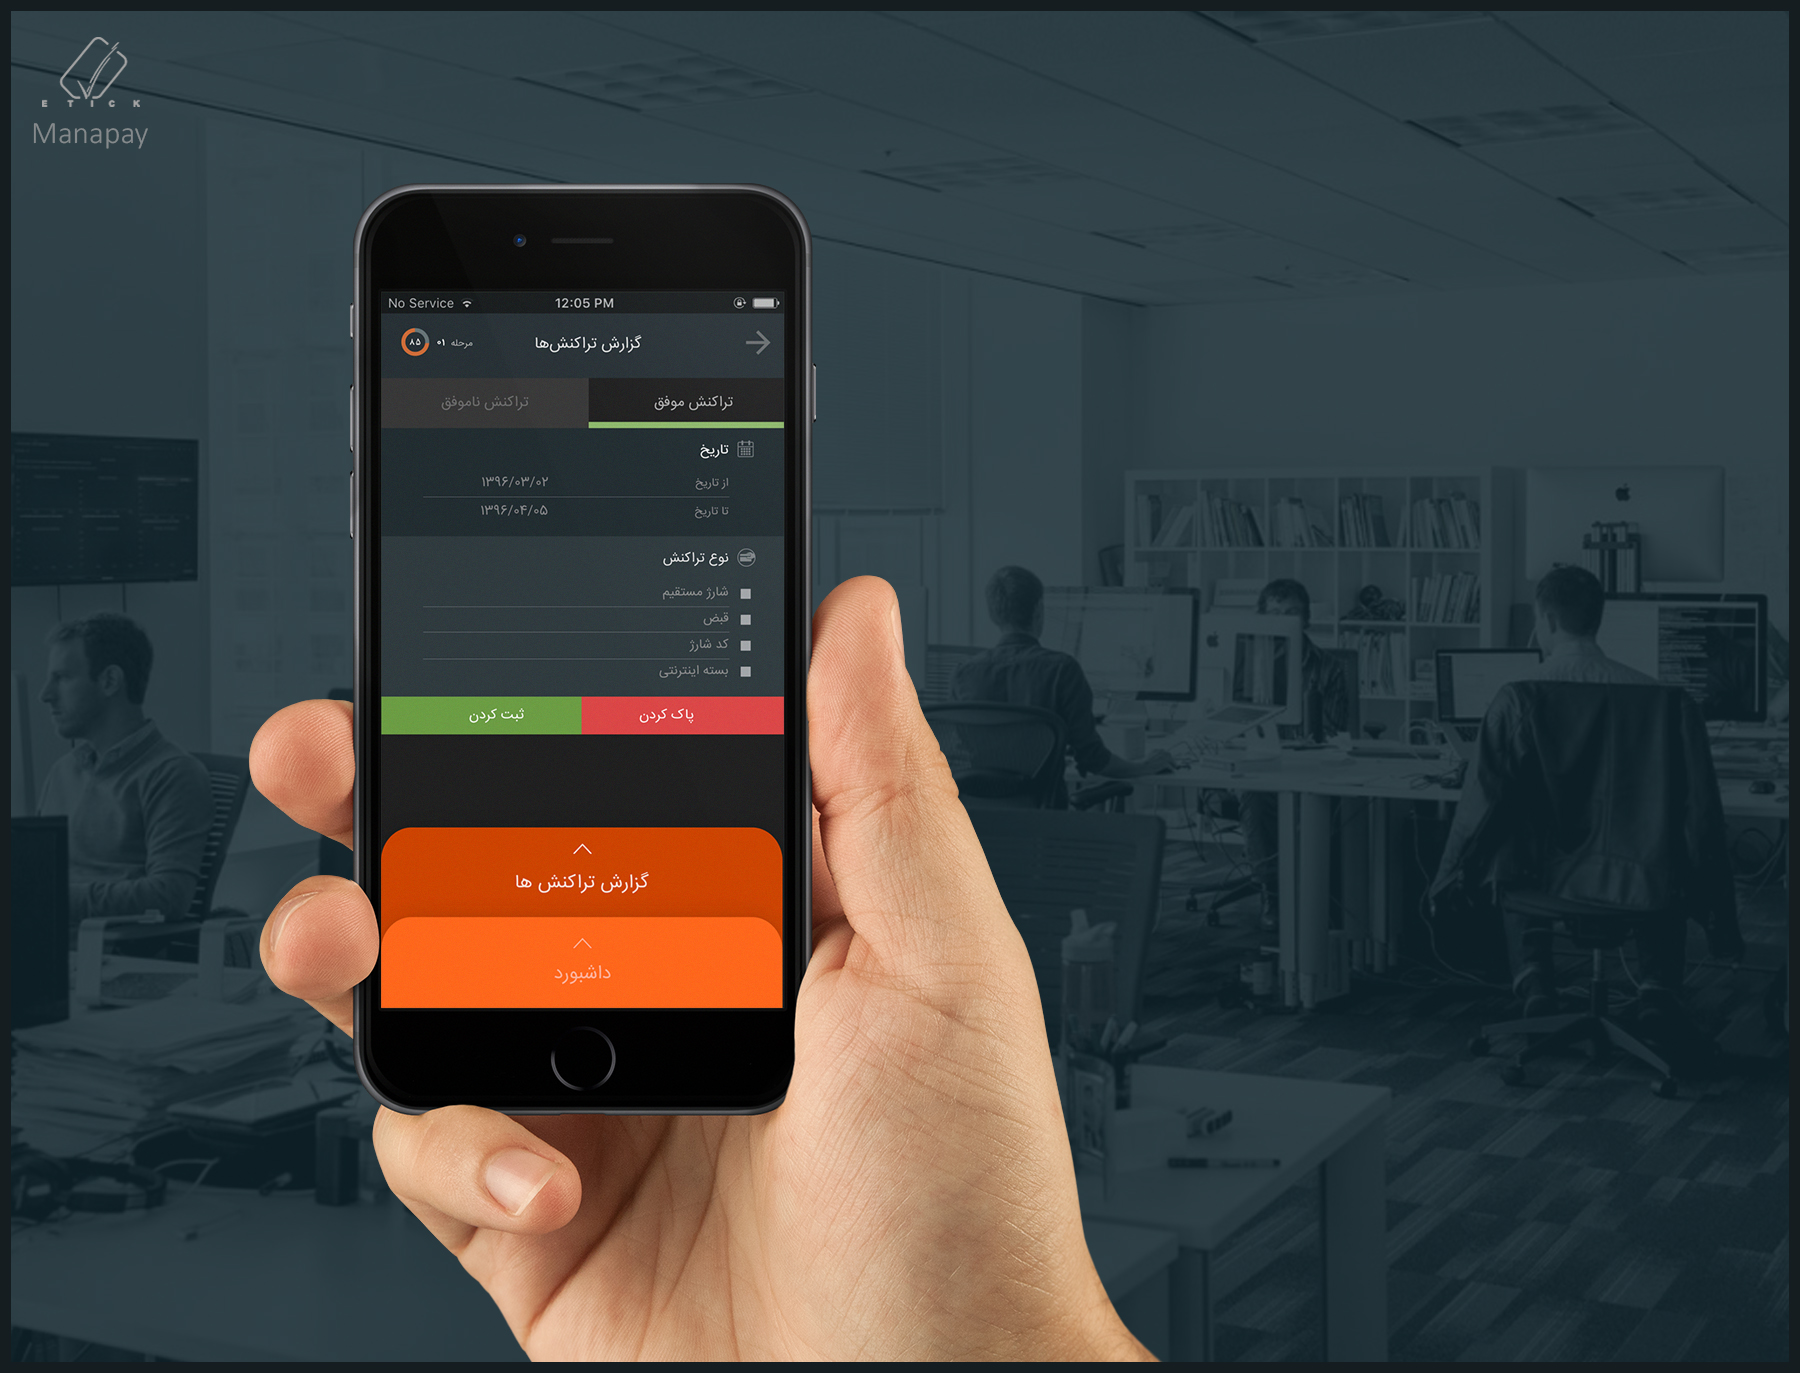 ETICK
Manapay
No Service 12:05 PM
گزارش تراکنش‌ها
مرحله ۰۱
۸۵
تراکنش موفق
تراکنش ناموفق
تاریخ
از تاریخ ۱۳۹۶/۰۳/۰۲
تا تاریخ ۱۳۹۶/۰۴/۰۵
نوع تراکنش
شارژ مستقیم
قبض
کد شارژ
بسته اینترنتی
پاک کردن
ثبت کردن
گزارش تراکنش ها
داشبورد